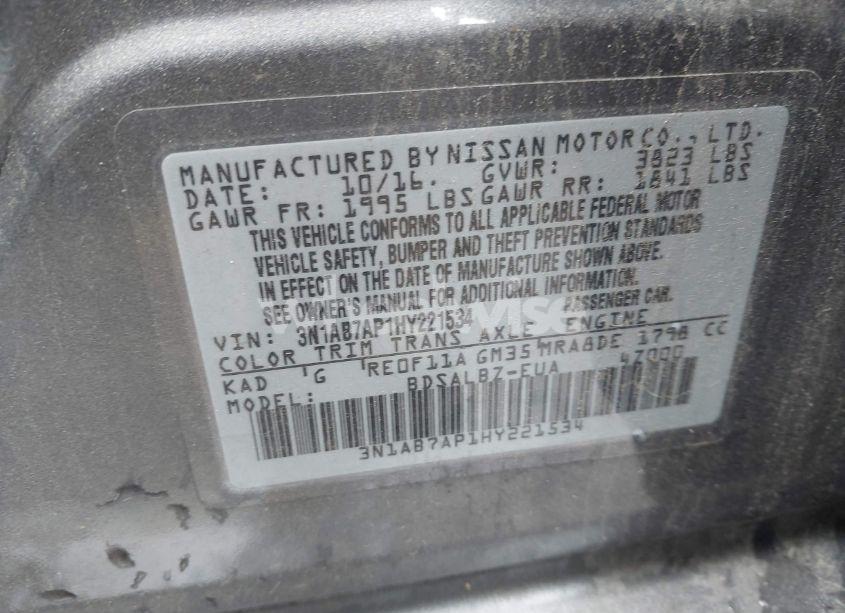 MANUFACTURED BY NISSAN MOTOR CO., LTD.
DATE: 10/16. GVWR: 3823 LBS
GAWR FR: 1995 LBS GAWR RR: 1841 LBS
THIS VEHICLE CONFORMS TO ALL APPLICABLE FEDERAL MOTOR
VEHICLE SAFETY, BUMPER AND THEFT PREVENTION STANDARDS
IN EFFECT ON THE DATE OF MANUFACTURE SHOWN ABOVE.
SEE OWNER'S MANUAL FOR ADDITIONAL INFORMATION.
VIN: 3N1AB7AP1HY221534 PASSENGER CAR.
COLOR TRIM TRANS AXLE ENGINE
KAD G RE0F11A GM35 MRA8DE 1798 CC
MODEL: BDSALBZ-EUA 4Z000
3N1AB7AP1HY221534